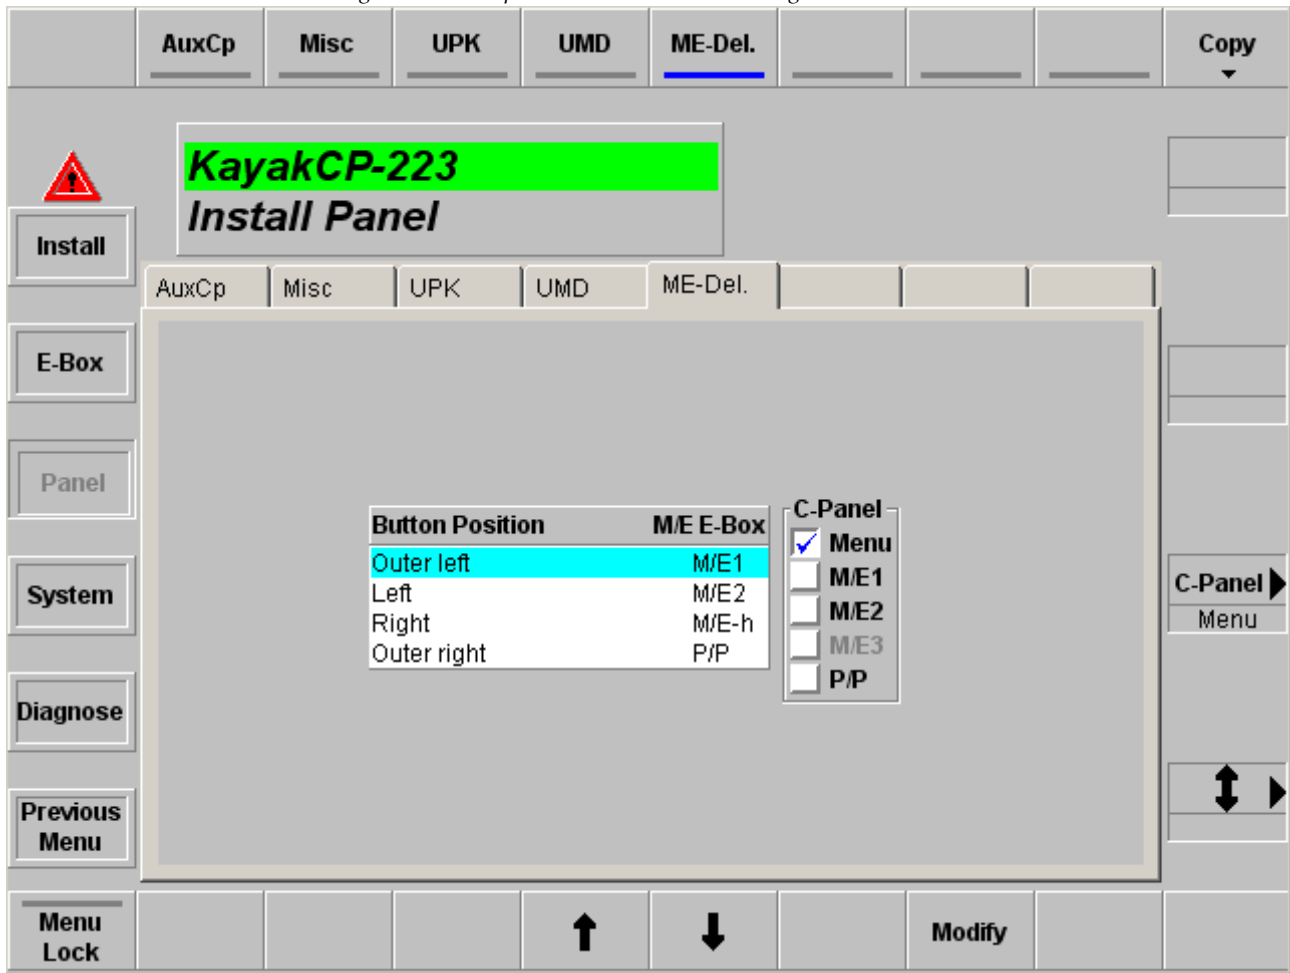 AuxCp Misc UPK UMD ME-Del. Copy
KayakCP-223
Install Panel
Install
AuxCp Misc UPK UMD ME-Del.
E-Box
Panel
System
Diagnose
Previous
Menu
Button Position M/E E-Box
Outer left M/E1
Left M/E2
Right M/E-h
Outer right P/P
C-Panel
Menu
M/E1
M/E2
M/E3
P/P
C-Panel
Menu
Menu
Lock
Modify